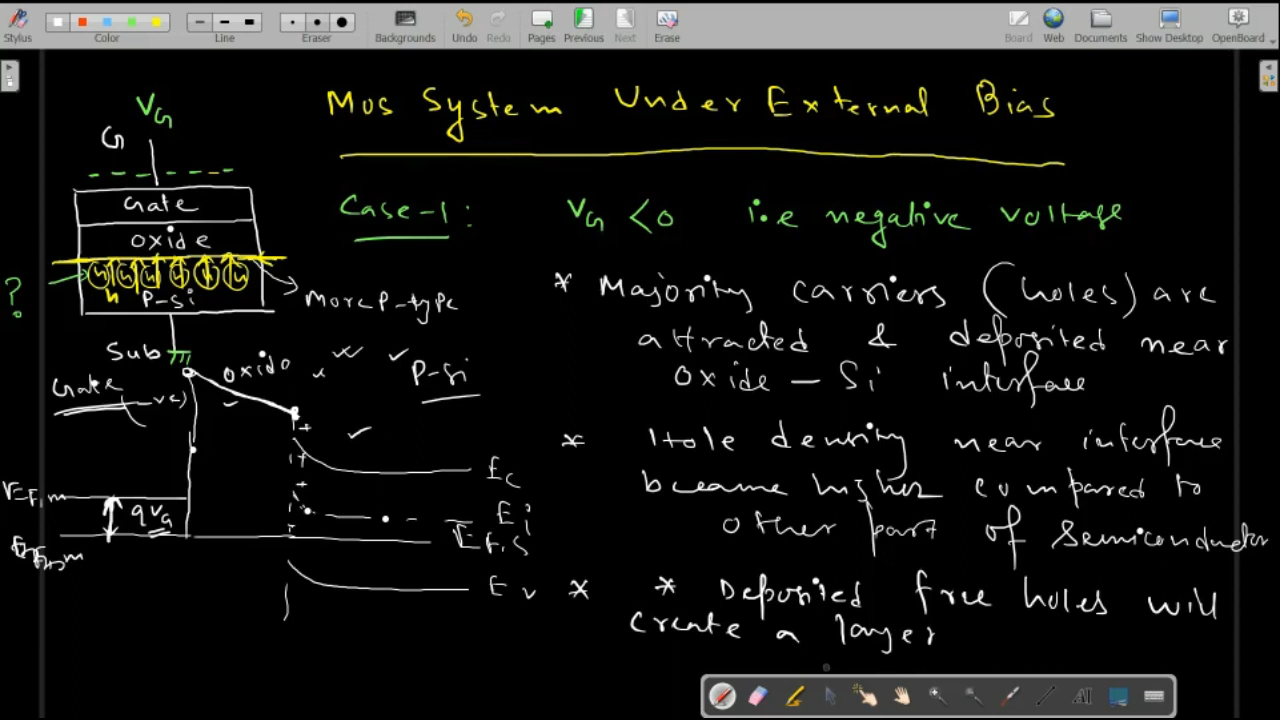 Stylus
Color
Line
Eraser
Backgrounds
Undo
Redo
Pages
Previous
Next
Erase
Board
Web
Documents
Show Desktop
OpenBoard
Mos System Under External Bias
VG
G
Gate
oxide
h h h h h h
h
P-si
?
Sub
More P-type
Case-1: VG < 0 i.e negative voltage
* Majority carriers (holes) are
attracted & deposited near
oxide - Si interface
* Hole density near interface
became higher compared to
other part of semiconductor
* * Deposited free holes will
create a layer
oxide
P-si
Gate
-ve)
EC
EF,m
qVG
Ei
EF,S
Ev